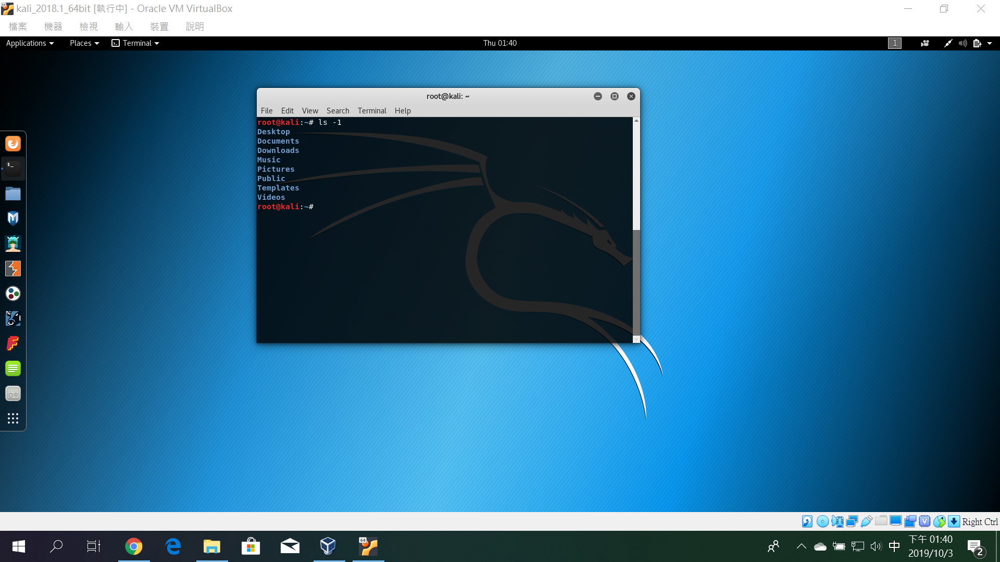 kali_2018.1_64bit [執行中] - Oracle VM VirtualBox
檔案 機器 檢視 輸入 裝置 說明
Applications Places Terminal Thu 01:40 1
root@kali: ~
File Edit View Search Terminal Help
root@kali:~# ls -1
Desktop
Documents
Downloads
Music
Pictures
Public
Templates
Videos
root@kali:~#
Right Ctrl
64
中
下午 01:40
2019/10/3
2